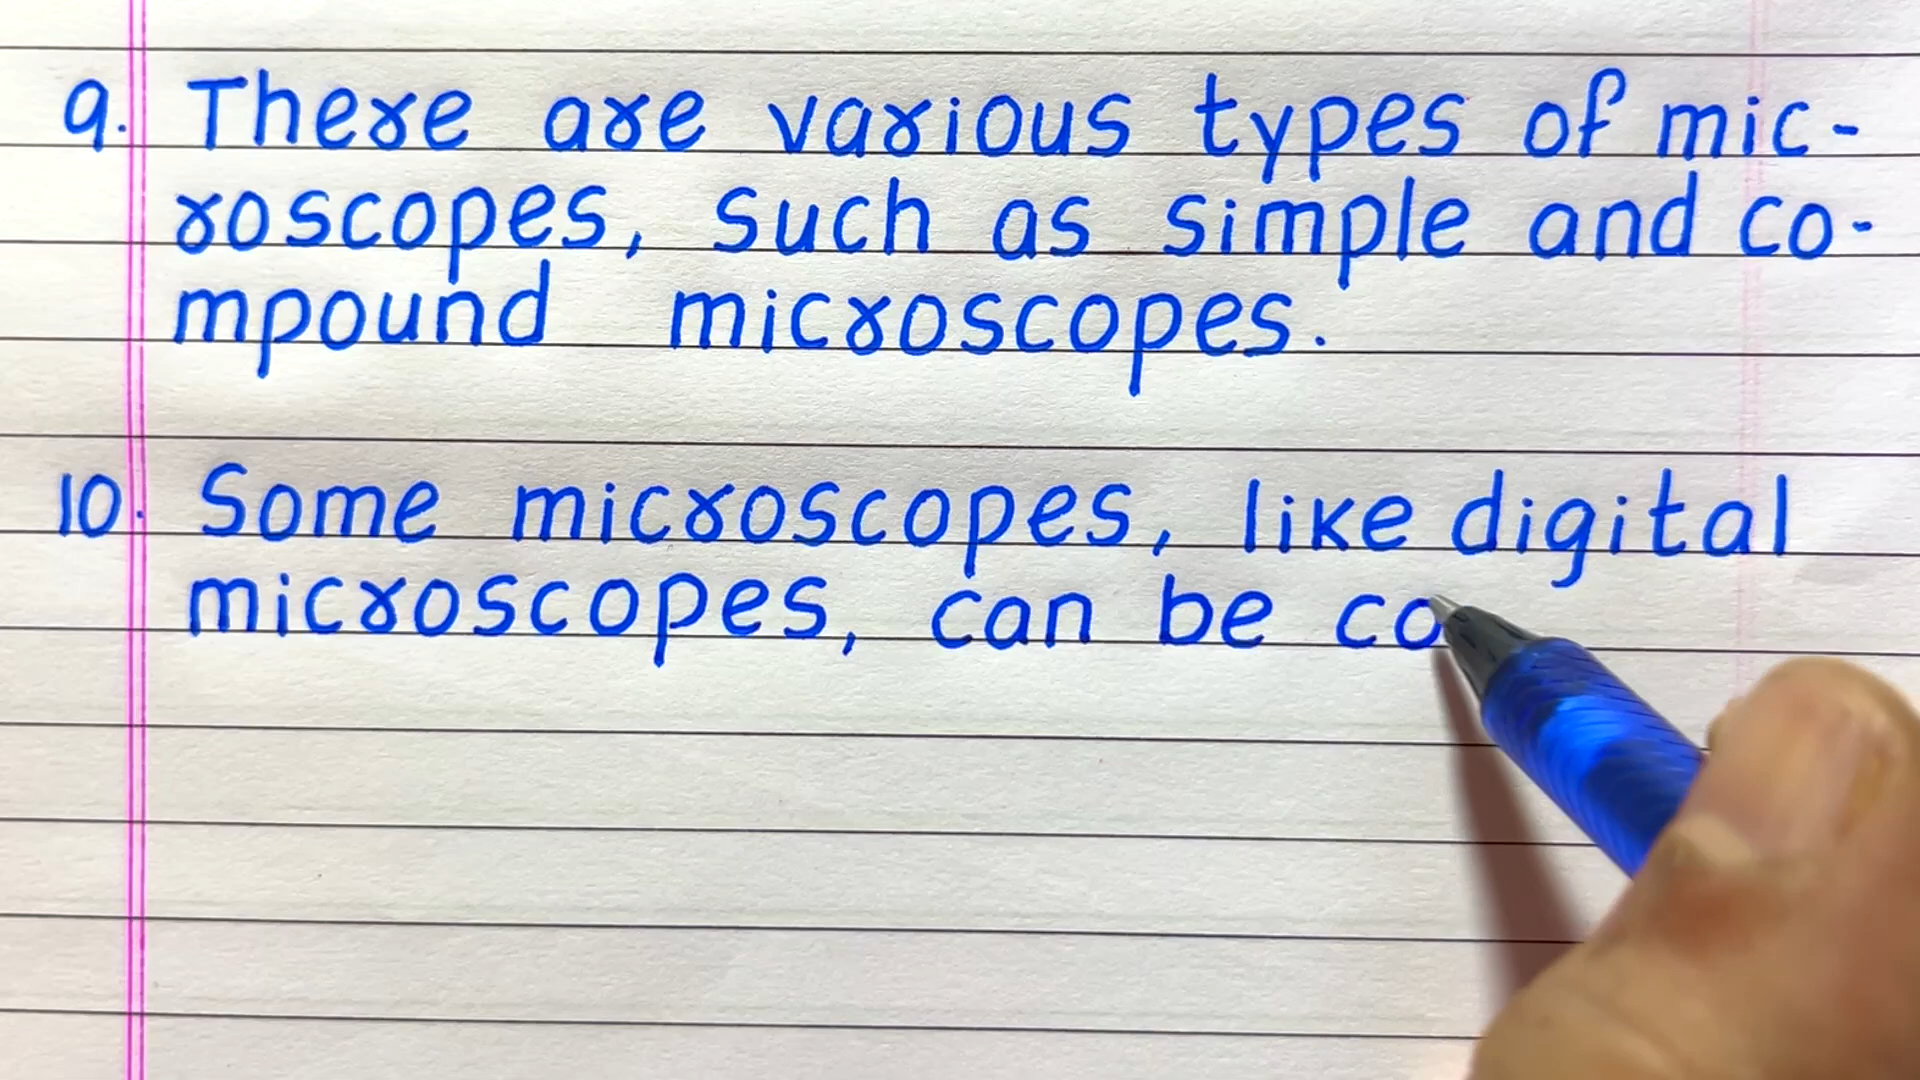 9. There are various types of mic-
roscopes, such as simple and co-
mpound microscopes.
10. Some microscopes, like digital
microscopes, can be co